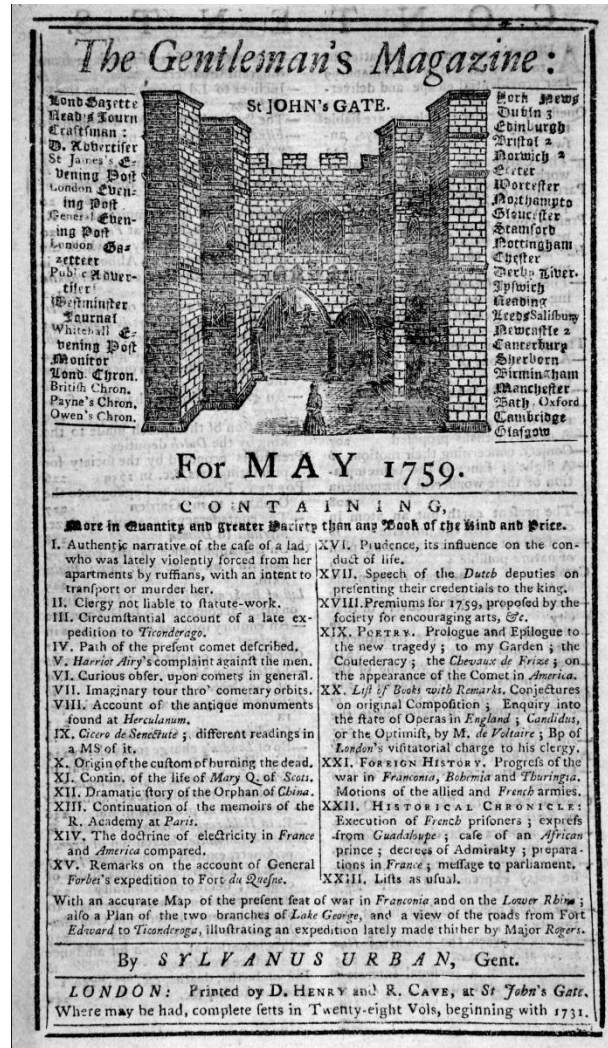 The Gentleman's Magazine:
Lond Gazette
Read's Journ
Craftsman :
D. Advertiser
St James's E-
vening Post
London Even-
ing Post
General Even-
ing Post
London Ga-
zetteer
Public Adver-
tiser
Westminster
Journal
Whitehall E-
vening Post
Monitor
Lond. Chron.
British Chron.
Payne's Chron.
Owen's Chron.
St JOHN's GATE.
York News
Dublin 3
Edinburgh
Bristol 2
Norwich 2
Exeter
Worcester
Northampto
Gloucester
Stamford
Nottingham
Chester
Derby Liver.
Ipswich
Reading
Leeds Salisbury
Newcastle 2
Canterbury
Sherborn
Birmingham
Manchester
Bath Oxford
Cambridge
Glasgow
For MAY 1759.
CONTAINING,
More in Quantity and greater Variety than any Book of the Kind and Price.
I. Authentic narrative of the case of a lady
who was lately violently forced from her
apartments by ruffians, with an intent to
transport or murder her.
II. Clergy not liable to statute-work.
III. Circumstantial account of a late ex-
pedition to Ticonderago.
IV. Path of the present comet described.
V. Harriot Airy's complaint against the men.
VI. Curious obser. upon comets in general.
VII. Imaginary tour thro' cometary orbits.
VIII. Account of the antique monuments
found at Herculanum.
IX. Cicero de Senectute ; different readings in
a MS of it.
X. Origin of the custom of burning the dead.
XI. Contin. of the life of Mary Q. of Scots.
XII. Dramatic story of the Orphan of China.
XIII. Continuation of the memoirs of the
R. Academy at Paris.
XIV. The doctrine of electricity in France
and America compared.
XV. Remarks on the account of General
Forbes's expedition to Fort du Quesne.
XVI. Prudence, its influence on the con-
duct of life.
XVII. Speech of the Dutch deputies on
presenting their credentials to the king.
XVIII. Premiums for 1759, proposed by the
society for encouraging arts, &c.
XIX. POETRY. Prologue and Epilogue to
the new tragedy ; to my Garden ; the
Confederacy ; the Chevaux de Frize ; on
the appearance of the Comet in America.
XX. List of Books with Remarks. Conjectures
on original Composition ; Enquiry into
the state of Operas in England ; Candidus,
or the Optimist, by M. de Voltaire ; Bp of
London's visitatorial charge to his clergy.
XXI. FOREIGN HISTORY. Progress of the
war in Franconia, Bohemia and Thuringia.
Motions of the allied and French armies.
XXII. HISTORICAL CHRONICLE:
Execution of French prisoners ; express
from Guadaloupe ; case of an African
prince ; decrees of Admiralty ; prepara-
tions in France ; message to parliament.
XXIII. Lists as usual.
With an accurate Map of the present seat of war in Franconia and on the Lower Rhine ;
also a Plan of the two branches of Lake George, and a view of the roads from Fort
Edward to Ticonderoga, illustrating an expedition lately made thither by Major Rogers.
By SYLVANUS URBAN, Gent.
LONDON: Printed by D. HENRY and R. CAVE, at St John's Gate.
Where may be had, complete setts in Twenty-eight Vols, beginning with 1731.